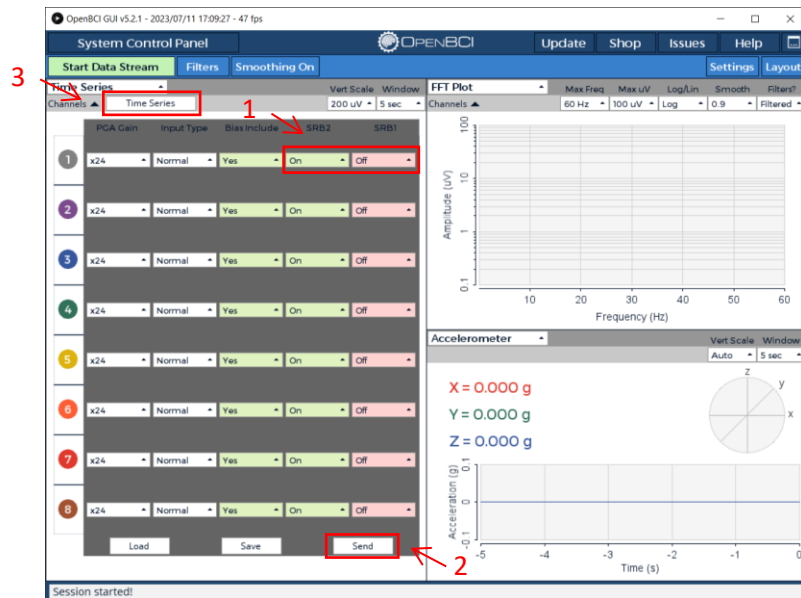 OpenBCI GUI v5.2.1 - 2023/07/11 17:09:27 - 47 fps
System Control Panel
OPENBCI
Update Shop Issues Help
Start Data Stream Filters Smoothing On
Settings Layout
3
Time Series
Vert Scale Window
Channels Time Series
200 uV 5 sec
1
PGA Gain Input Type Bias Include SRB2 SRB1
1 x24 Normal Yes On Off
2 x24 Normal Yes On Off
3 x24 Normal Yes On Off
4 x24 Normal Yes On Off
5 x24 Normal Yes On Off
6 x24 Normal Yes On Off
7 x24 Normal Yes On Off
8 x24 Normal Yes On Off
Load Save Send
2
FFT Plot
Max Freq Max uV Log/Lin Smooth Filters?
Channels
60 Hz 100 uV Log 0.9 Filtered
Amplitude (uV)
100
10
1
0.1
10 20 30 40 50 60
Frequency (Hz)
Accelerometer
Vert Scale Window
Auto 5 sec
X = 0.000 g
Y = 0.000 g
Z = 0.000 g
z
y
x
Acceleration (g)
0.1
0
-0.1
-5 -4 -3 -2 -1 0
Time (s)
Session started!